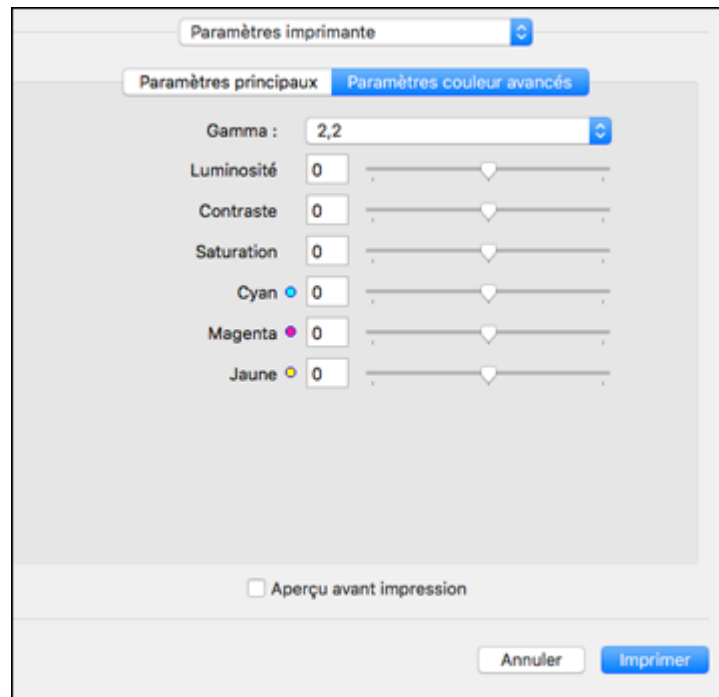 Paramètres imprimante
Paramètres principaux Paramètres couleur avancés
Gamma : 2,2
Luminosité 0
Contraste 0
Saturation 0
Cyan 0
Magenta 0
Jaune 0
Aperçu avant impression
Annuler Imprimer